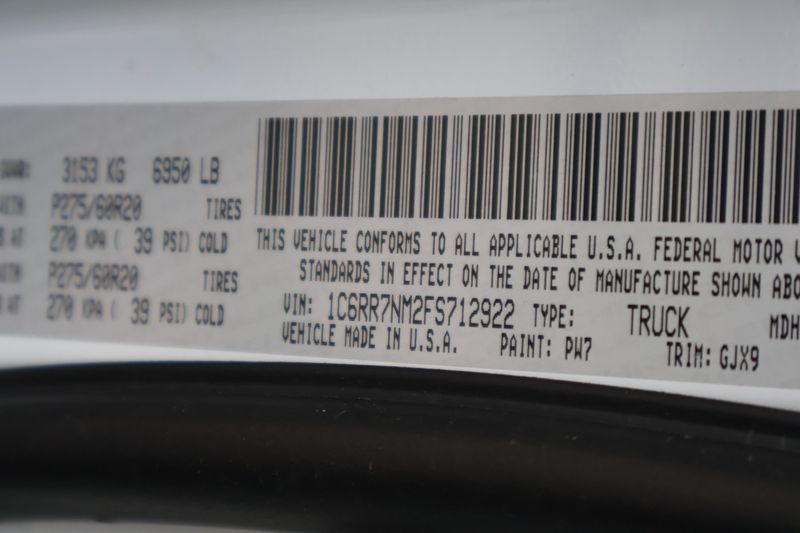 3153 KG 6950 LB
P275/60R20 TIRES
270 KPA ( 39 PSI) COLD
P275/60R20 TIRES
270 KPA ( 39 PSI) COLD
THIS VEHICLE CONFORMS TO ALL APPLICABLE U.S.A. FEDERAL MOTOR
STANDARDS IN EFFECT ON THE DATE OF MANUFACTURE SHOWN ABO
VIN: 1C6RR7NM2FS712922 TYPE: TRUCK MDH
VEHICLE MADE IN U.S.A. PAINT: PW7 TRIM: GJX9